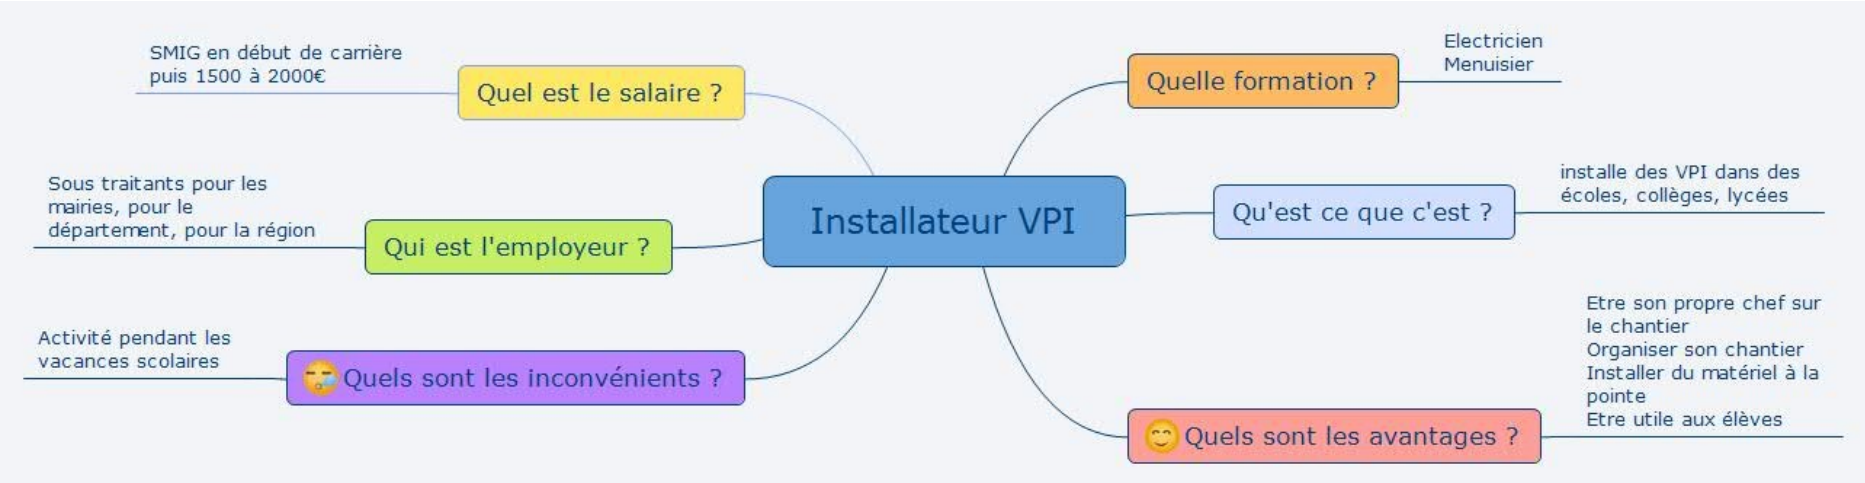 Installateur VPI
Quelle formation ?
Electricien
Menuisier
Qu'est ce que c'est ?
installe des VPI dans des
écoles, collèges, lycées
Quels sont les avantages ?
Etre son propre chef sur
le chantier
Organiser son chantier
Installer du matériel à la
pointe
Etre utile aux élèves
Quel est le salaire ?
SMIG en début de carrière
puis 1500 à 2000€
Qui est l'employeur ?
Sous traitants pour les
mairies, pour le
département, pour la région
Quels sont les inconvénients ?
Activité pendant les
vacances scolaires